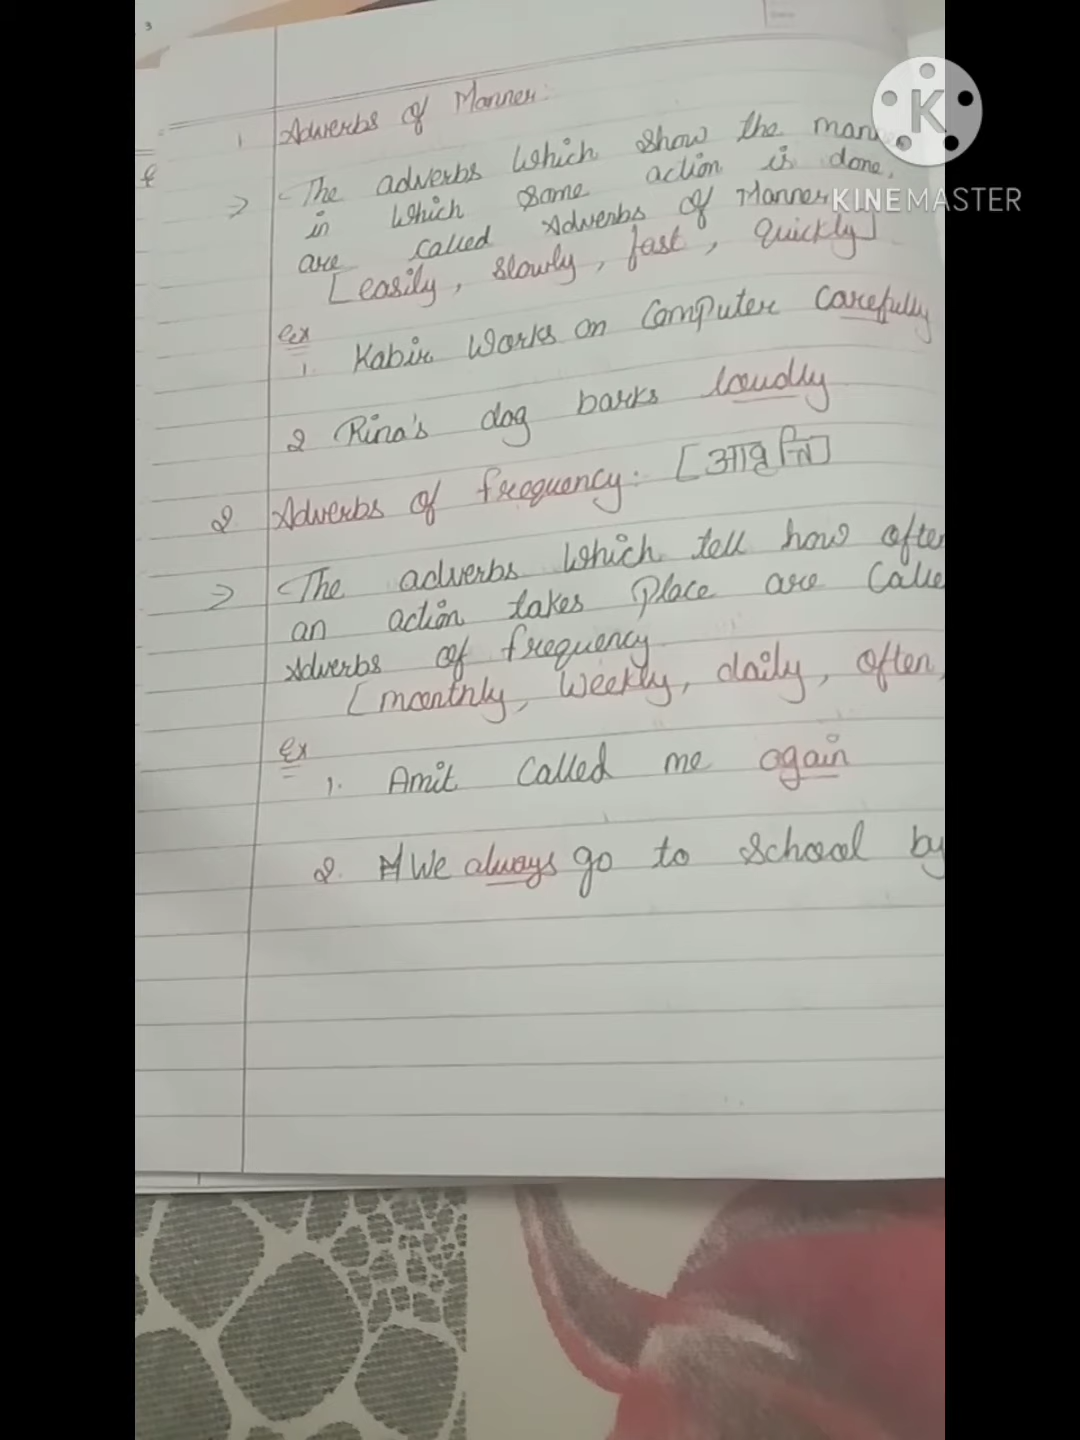 3
1 Adverbs of Manner:
K
→ The adverbs which show the manne
in which some action is done,
KINEMASTER
are called Adverbs of Manner
[easily, slowly, fast, quickly]
Ex
1. Kabir works on Computer carefully
2 Rina's dog barks loudly
2 Adverbs of frequency: [आवृत्ति]
→ The adverbs which tell how ofte
an action takes place are Calle
Adverbs of frequency
[monthly, weekly, daily, often,
Ex
1. Amit called me again
2. We always go to school by